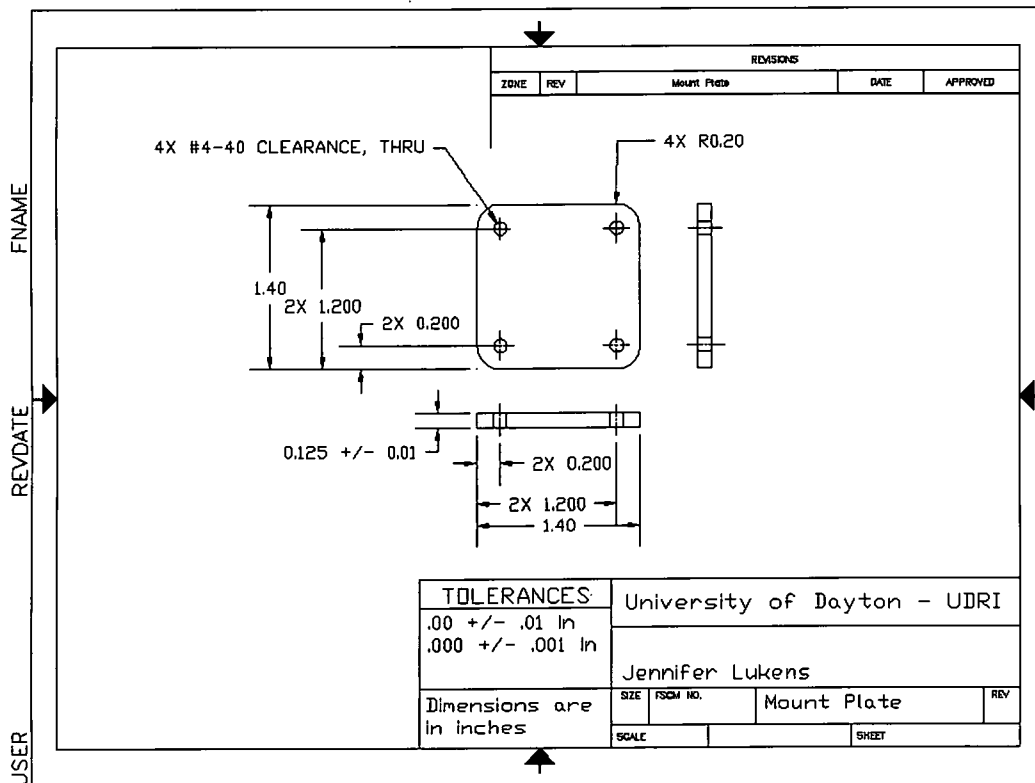 REVISIONS
ZONE REV Mount Plate DATE APPROVED
4X #4-40 CLEARANCE, THRU
4X R0.20
1.40
2X 1.200
2X 0.200
0.125 +/- 0.01
2X 0.200
2X 1.200
1.40
FNAME
REVDATE
USER
TOLERANCES
.00 +/- .01 in
.000 +/- .001 in
Dimensions are
in inches
University of Dayton - UDRI
Jennifer Lukens
SIZE FSCM NO. Mount Plate REV
SCALE SHEET